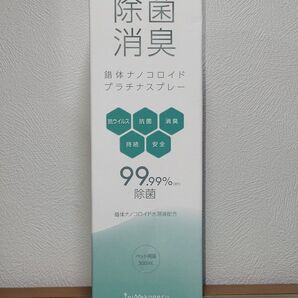 除菌
消臭
錯体ナノコロイド
プラチナスプレー
抗ウイルス 抗菌 消臭
持続 安全
99.99%
除菌
錯体ナノコロイド水溶液配合
ペット用品
300mL